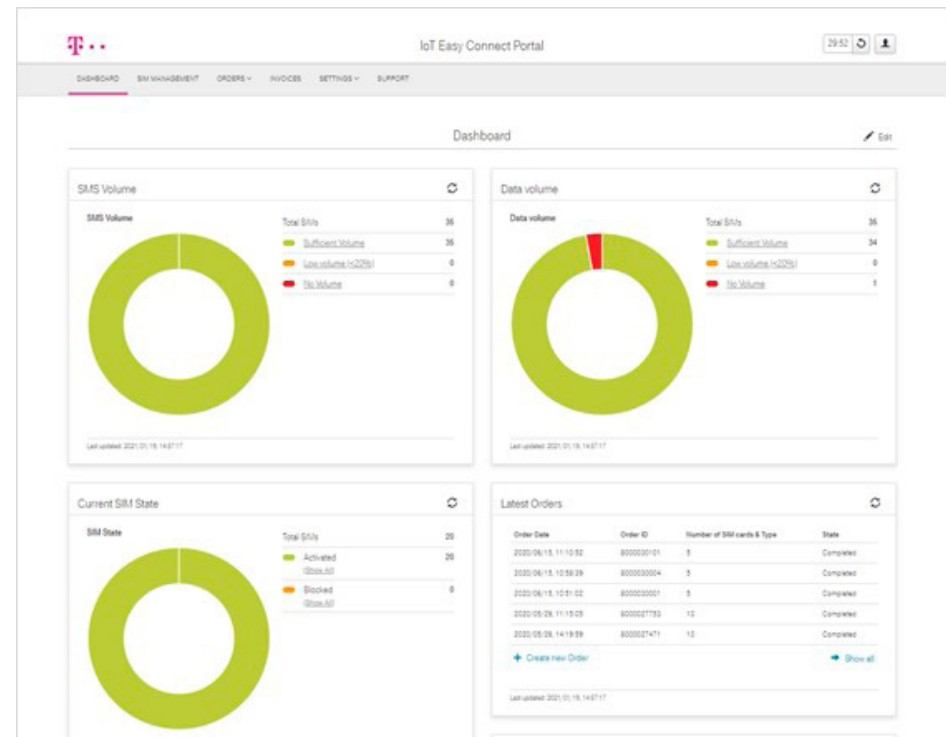 T
IoT Easy Connect Portal
29:52
DASHBOARD SIM MANAGEMENT ORDERS INVOICES SETTINGS SUPPORT
Dashboard
Edit
SMS Volume
SMS Volume
Total SIMs 35
Sufficient Volume 35
Low volume (<20%) 0
No Volume 0
Last updated: 2021/01/19, 14:57:17
Data volume
Data volume
Total SIMs 35
Sufficient Volume 34
Low volume (<20%) 0
No Volume 1
Last updated: 2021/01/19, 14:57:17
Current SIM State
SIM State
Total SIMs 20
Activated 20
(Show All)
Blocked 0
(Show All)
Latest Orders
Order Date Order ID Number of SIM cards & Type State
2020/06/15, 11:10:52 8000030101 5 Completed
2020/06/15, 10:58:39 8000030004 5 Completed
2020/06/15, 10:51:02 8000030001 5 Completed
2020/05/29, 11:15:05 8000027750 10 Completed
2020/05/28, 14:19:59 8000027471 10 Completed
Create new Order Show all
Last updated: 2021/01/19, 14:57:17